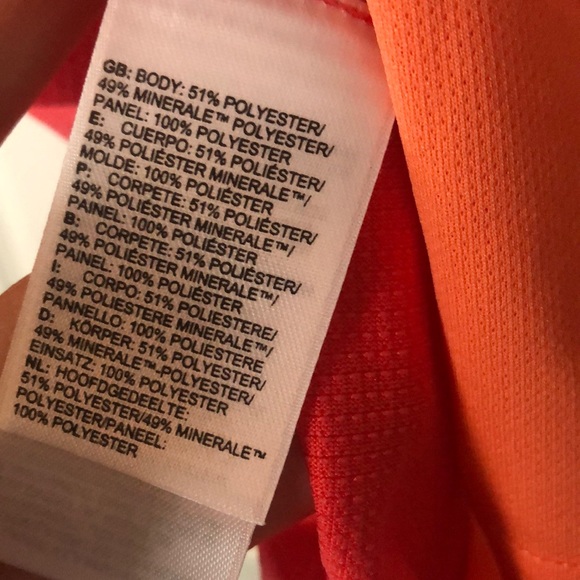 GB: BODY: 51% POLYESTER/
49% MINERALE™ POLYESTER/
PANEL: 100% POLYESTER
E: CUERPO: 51% POLIÉSTER
/49% POLIÉSTER MINERALE™/
MOLDE: 100% POLIÉSTER
P: CORPETE: 51% POLIÉSTER/
49% POLIÉSTER MINERALE™/
PAINEL: 100% POLIÉSTER
B: CORPETE: 51% POLIÉSTER/
49% POLIÉSTER MINERALE™/
PAINEL: 100% POLIÉSTER
I: CORPO: 51% POLIESTERE/
49% POLIESTERE MINERALE™/
PANNELLO: 100% POLIESTERE
D: KÖRPER: 51% POLYESTER/
49% MINERALE™-POLYESTER/
EINSATZ: 100% POLYESTER
NL: HOOFDGEDEELTE:
51% POLYESTER/49% MINERALE™
POLYESTER/PANEEL:
100% POLYESTER